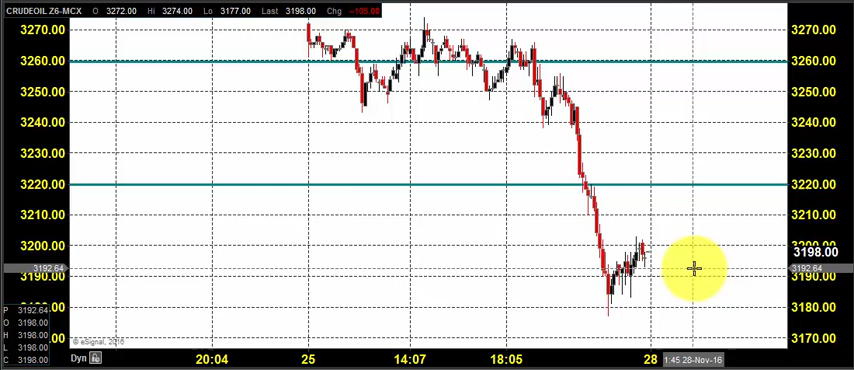 CRUDEOIL Z6-MCX O 3272.00 Hi 3274.00 Lo 3177.00 Last 3198.00 Chg -105.00
3270.00 3270.00
3260.00 3260.00
3250.00 3250.00
3240.00 3240.00
3230.00 3230.00
3220.00 3220.00
3210.00 3210.00
3200.00 3200.00
3198.00
3192.64 3192.64
3190.00 3190.00
P 3192.64
O 3198.00 3180.00
H 3198.00
L 3198.00 3170.00
C 3198.00
© eSignal, 2016
Dyn 20:04 25 14:07 18:05 28 1:45 28-Nov-16